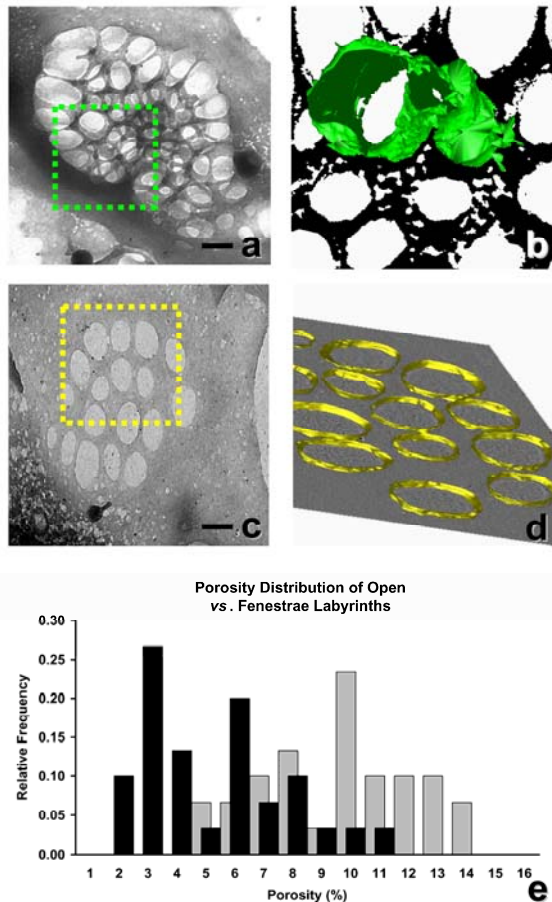 a
b
c
d
Porosity Distribution of Open
vs. Fenestrae Labyrinths
0.30
0.25
0.20
0.15
0.10
0.05
0.00
Relative Frequency
1 2 3 4 5 6 7 8 9 10 11 12 13 14 15 16
Porosity (%)
e